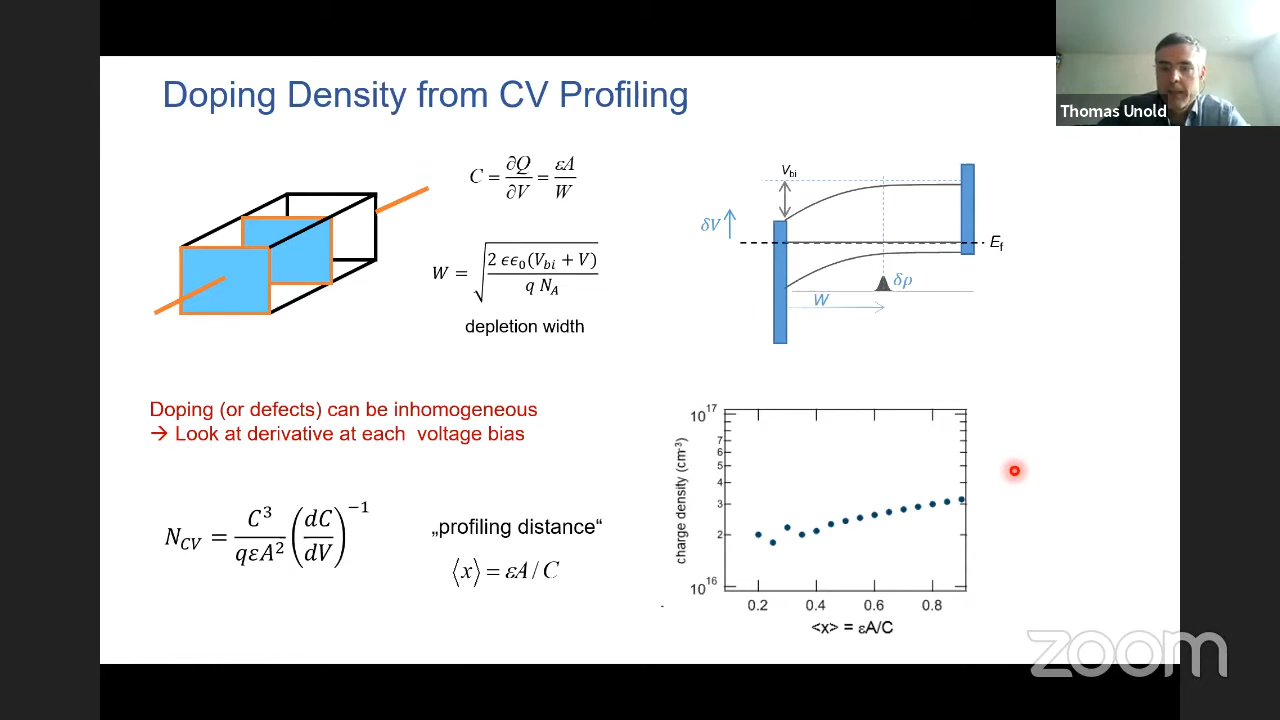 Doping Density from CV Profiling
Thomas Unold
C = ∂Q/∂V = εA/W
W = √(2 ϵϵ₀(V_bi + V) / q N_A)
depletion width
V_bi
δV
E_f
δρ
W
Doping (or defects) can be inhomogeneous
→ Look at derivative at each voltage bias
N_CV = C³/(qεA²) (dC/dV)⁻¹
„profiling distance“
⟨x⟩ = εA / C
charge density (cm⁻³)
10¹⁷
7
6
5
4
3
2
10¹⁶
0.2 0.4 0.6 0.8
<x> = εA/C
zoom